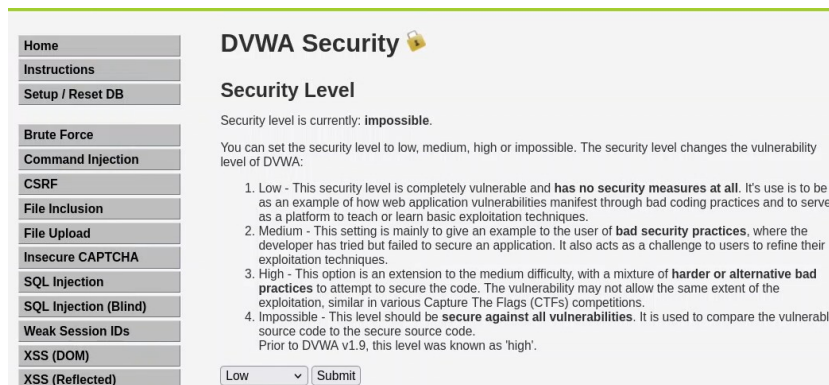 Home
Instructions
Setup / Reset DB
Brute Force
Command Injection
CSRF
File Inclusion
File Upload
Insecure CAPTCHA
SQL Injection
SQL Injection (Blind)
Weak Session IDs
XSS (DOM)
XSS (Reflected)
DVWA Security
Security Level
Security level is currently: impossible.
You can set the security level to low, medium, high or impossible. The security level changes the vulnerability
level of DVWA:
1. Low - This security level is completely vulnerable and has no security measures at all. It's use is to be
as an example of how web application vulnerabilities manifest through bad coding practices and to serve
as a platform to teach or learn basic exploitation techniques.
2. Medium - This setting is mainly to give an example to the user of bad security practices, where the
developer has tried but failed to secure an application. It also acts as a challenge to users to refine their
exploitation techniques.
3. High - This option is an extension to the medium difficulty, with a mixture of harder or alternative bad
practices to attempt to secure the code. The vulnerability may not allow the same extent of the
exploitation, similar in various Capture The Flags (CTFs) competitions.
4. Impossible - This level should be secure against all vulnerabilities. It is used to compare the vulnerabl
source code to the secure source code.
Prior to DVWA v1.9, this level was known as 'high'.
Low Submit